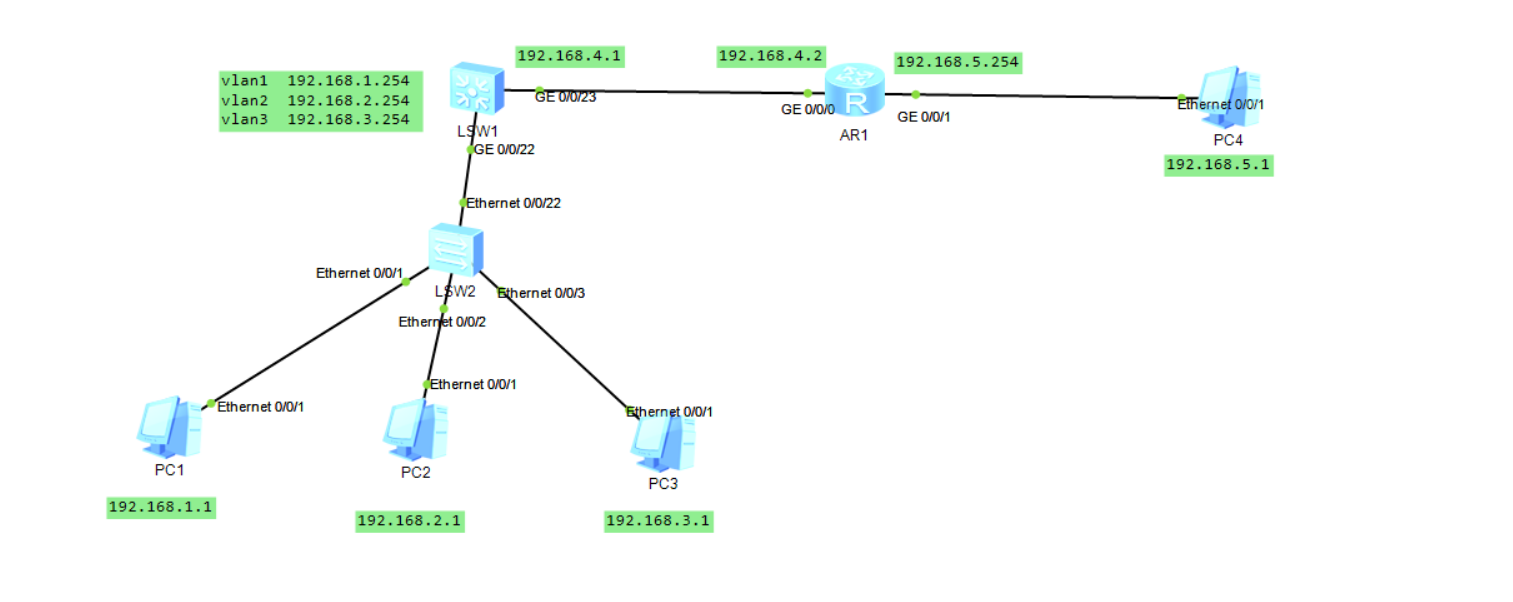 192.168.4.1
192.168.4.2
192.168.5.254
vlan1 192.168.1.254
vlan2 192.168.2.254
vlan3 192.168.3.254
GE 0/0/23
GE 0/0/0
GE 0/0/1
Ethernet 0/0/1
LSW1
AR1
PC4
GE 0/0/22
192.168.5.1
Ethernet 0/0/22
Ethernet 0/0/1
LSW2
Ethernet 0/0/3
Ethernet 0/0/2
Ethernet 0/0/1
Ethernet 0/0/1
Ethernet 0/0/1
PC1
PC2
PC3
192.168.1.1
192.168.2.1
192.168.3.1